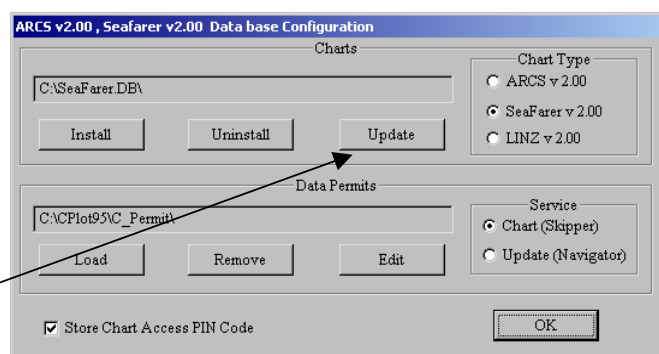 ARCS v2.00 , Seafarer v2.00 Data base Configuration
Charts
C:\SeaFarer.DB\
Install Uninstall Update
Chart Type
ARCS v 2.00
SeaFarer v 2.00
LINZ v 2.00
Data Permits
C:\CPlot95\C_Permit\
Load Remove Edit
Service
Chart (Skipper)
Update (Navigator)
Store Chart Access PIN Code
OK